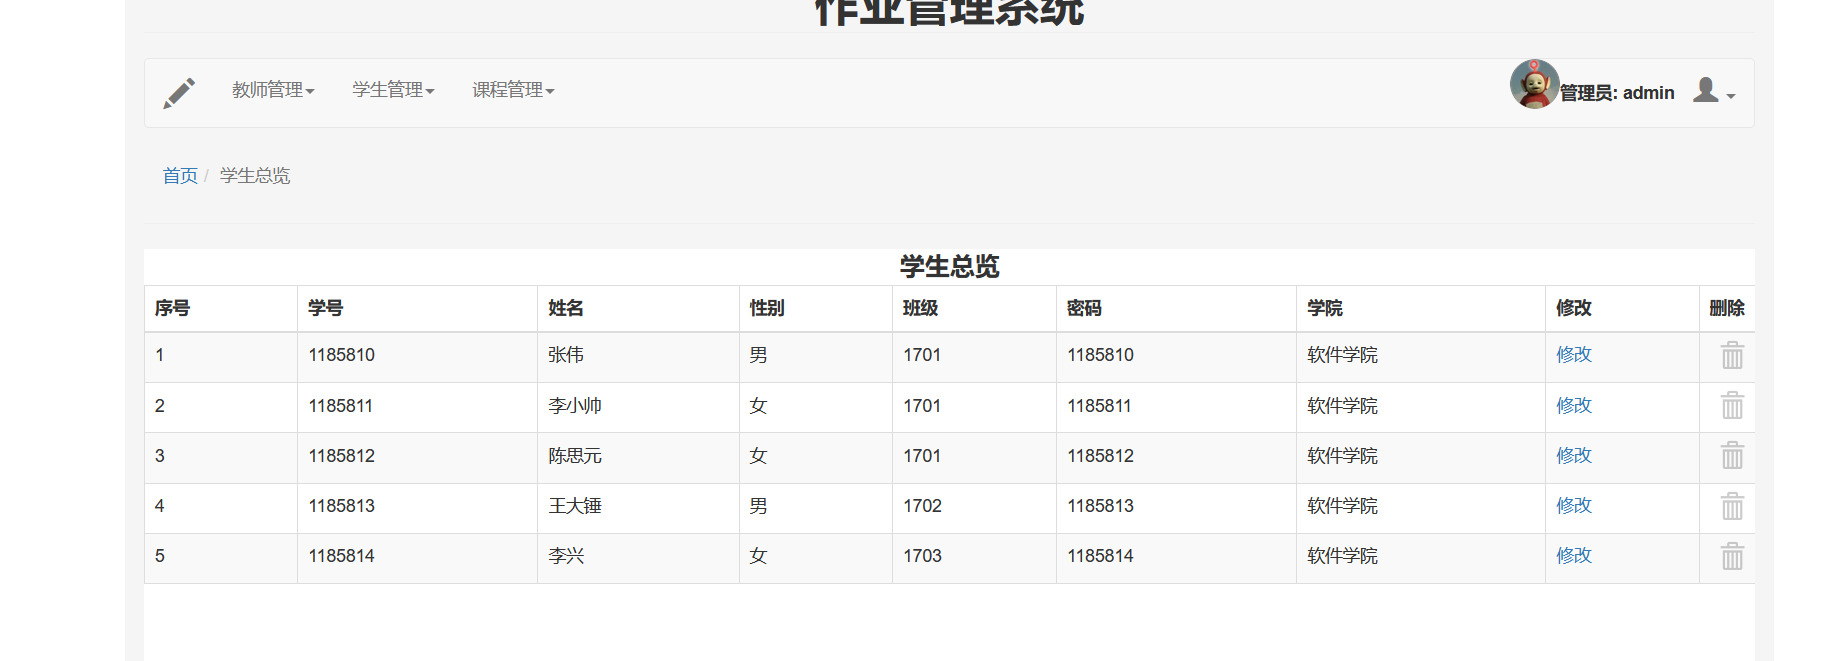 作业管理系统
教师管理 学生管理 课程管理 管理员: admin
首页 / 学生总览
学生总览
序号 学号 姓名 性别 班级 密码 学院 修改 删除
1 1185810 张伟 男 1701 1185810 软件学院 修改
2 1185811 李小帅 女 1701 1185811 软件学院 修改
3 1185812 陈思元 女 1701 1185812 软件学院 修改
4 1185813 王大锤 男 1702 1185813 软件学院 修改
5 1185814 李兴 女 1703 1185814 软件学院 修改